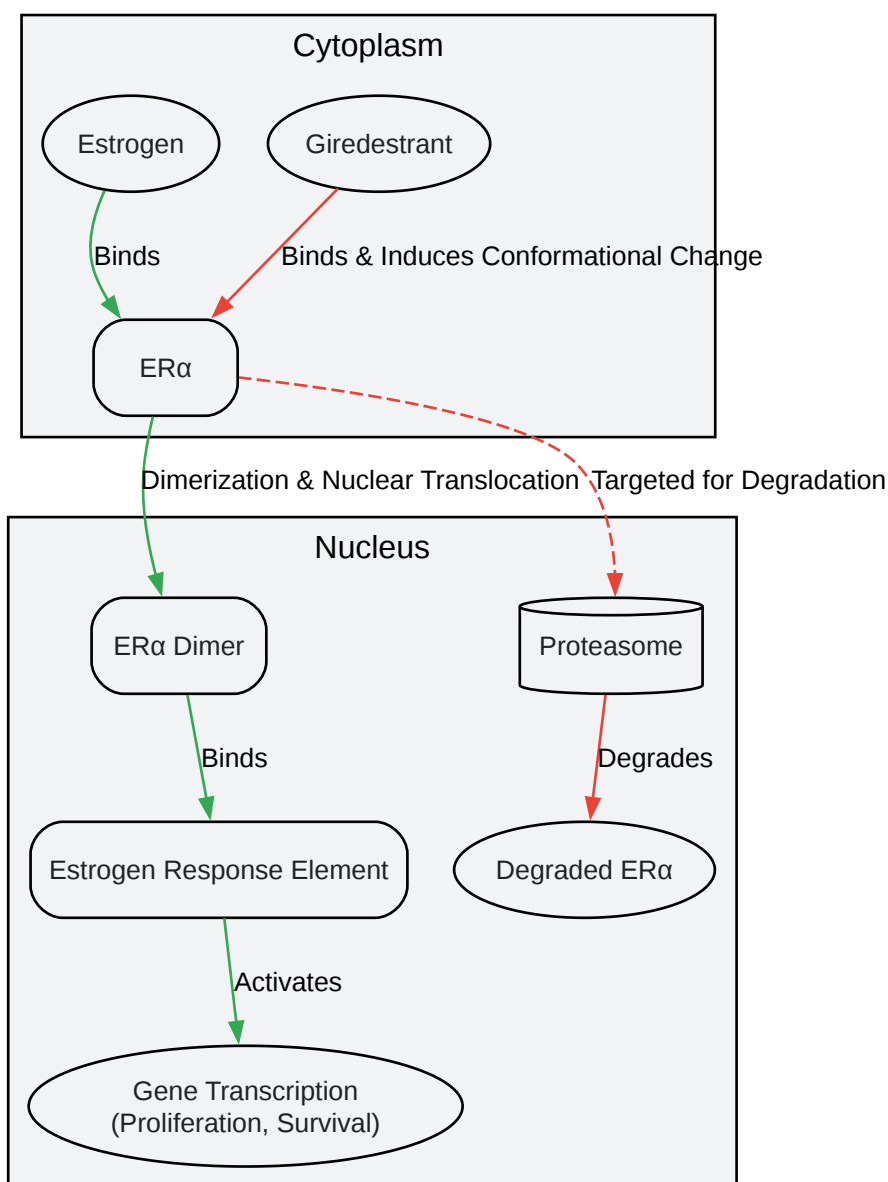 Cytoplasm
Estrogen
Giredestrant
Binds
Binds & Induces Conformational Change
ERα
Dimerization & Nuclear Translocation
Targeted for Degradation
Nucleus
ERα Dimer
Proteasome
Binds
Degrades
Estrogen Response Element
Degraded ERα
Activates
Gene Transcription
(Proliferation, Survival)